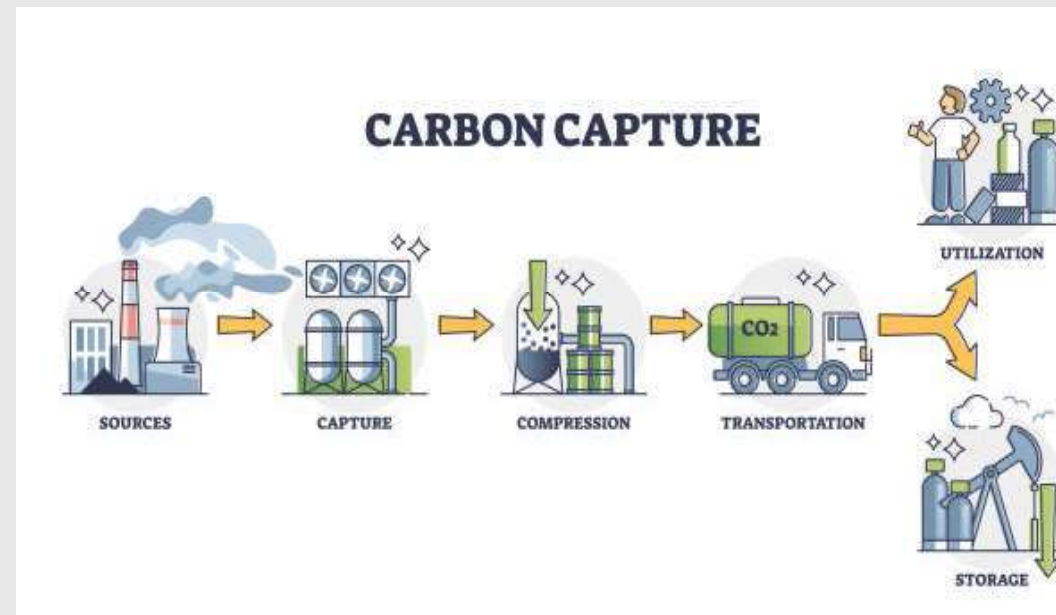 CARBON CAPTURE
SOURCES
CAPTURE
COMPRESSION
TRANSPORTATION
CO2
UTILIZATION
STORAGE